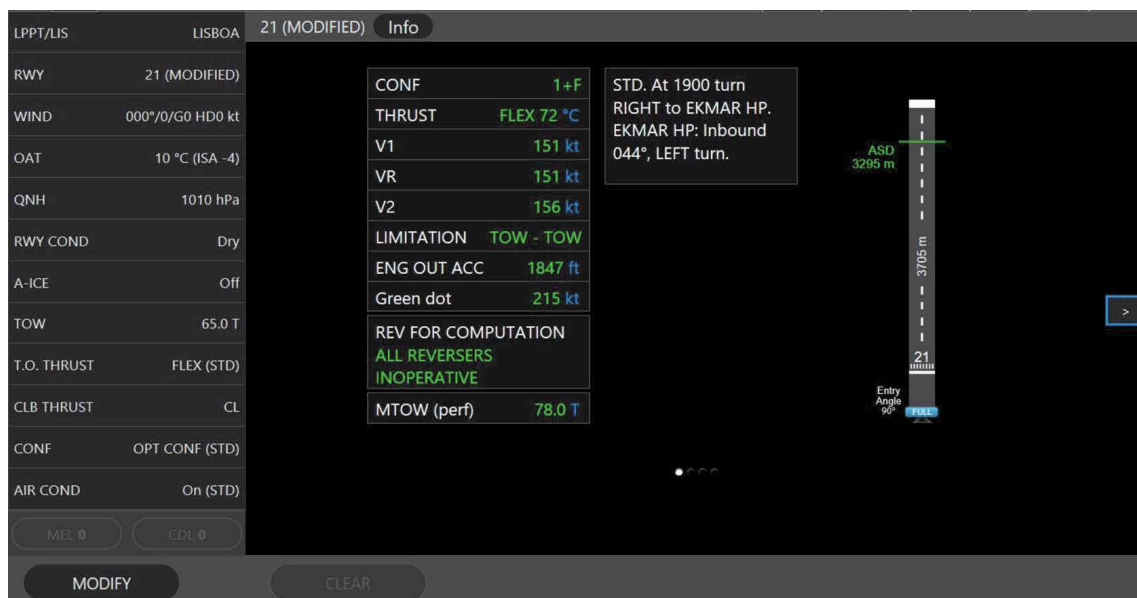 LPPT/LIS LISBOA
RWY 21 (MODIFIED)
WIND 000°/0/G0 HD0 kt
OAT 10 °C (ISA -4)
QNH 1010 hPa
RWY COND Dry
A-ICE Off
TOW 65.0 T
T.O. THRUST FLEX (STD)
CLB THRUST CL
CONF OPT CONF (STD)
AIR COND On (STD)
MEL 0 CDL 0
MODIFY CLEAR
21 (MODIFIED) Info
CONF 1+F
THRUST FLEX 72 °C
V1 151 kt
VR 151 kt
V2 156 kt
LIMITATION TOW - TOW
ENG OUT ACC 1847 ft
Green dot 215 kt
REV FOR COMPUTATION
ALL REVERSERS
INOPERATIVE
MTOW (perf) 78.0 T
STD. At 1900 turn
RIGHT to EKMAR HP.
EKMAR HP: Inbound
044°, LEFT turn.
ASD
3295 m
3705 m
21
Entry
Angle
90°
FULL
>